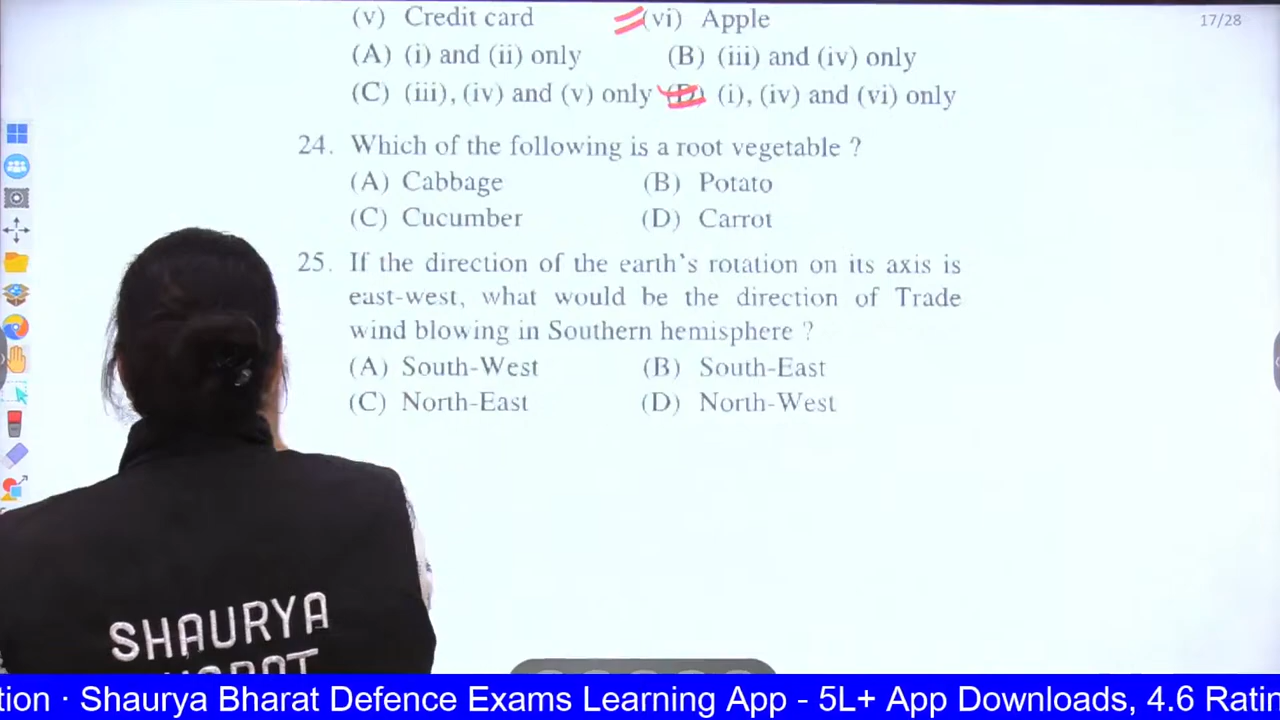 (v) Credit card (vi) Apple
17/28
(A) (i) and (ii) only (B) (iii) and (iv) only
(C) (iii), (iv) and (v) only (D) (i), (iv) and (vi) only
24. Which of the following is a root vegetable ?
(A) Cabbage (B) Potato
(C) Cucumber (D) Carrot
25. If the direction of the earth's rotation on its axis is
east-west, what would be the direction of Trade
wind blowing in Southern hemisphere ?
(A) South-West (B) South-East
(C) North-East (D) North-West
SHAURYA
tion · Shaurya Bharat Defence Exams Learning App - 5L+ App Downloads, 4.6 Ratin